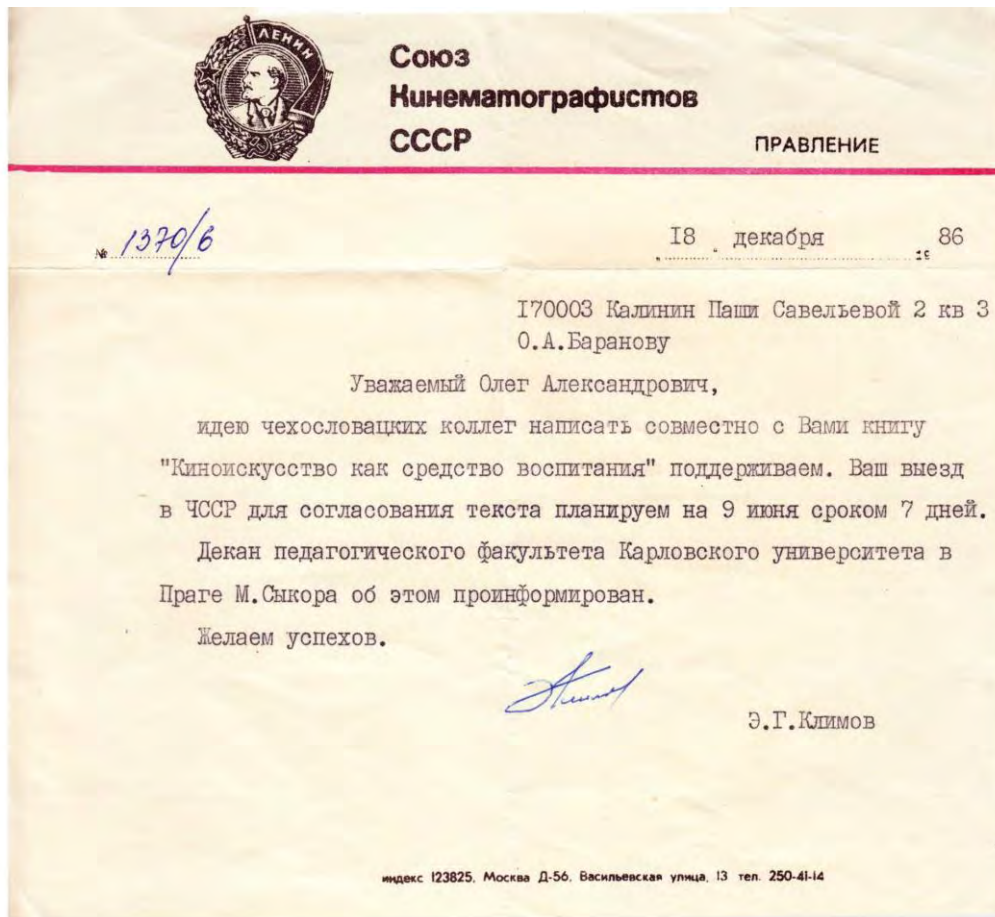 ЛЕНИН
Союз
Кинематографистов
СССР
ПРАВЛЕНИЕ
№ 1370/6
18 декабря 19 86
170003 Калинин Паши Савельевой 2 кв 3
О.А.Баранову
Уважаемый Олег Александрович,
идею чехословацких коллег написать совместно с Вами книгу
"Киноискусство как средство воспитания" поддерживаем. Ваш выезд
в ЧССР для согласования текста планируем на 9 июня сроком 7 дней.
Декан педагогического факультета Карловского университета в
Праге М.Сыкора об этом проинформирован.
Желаем успехов.
Э.Г.Климов
индекс 123825, Москва Д-56, Васильевская улица, 13 тел. 250-41-14